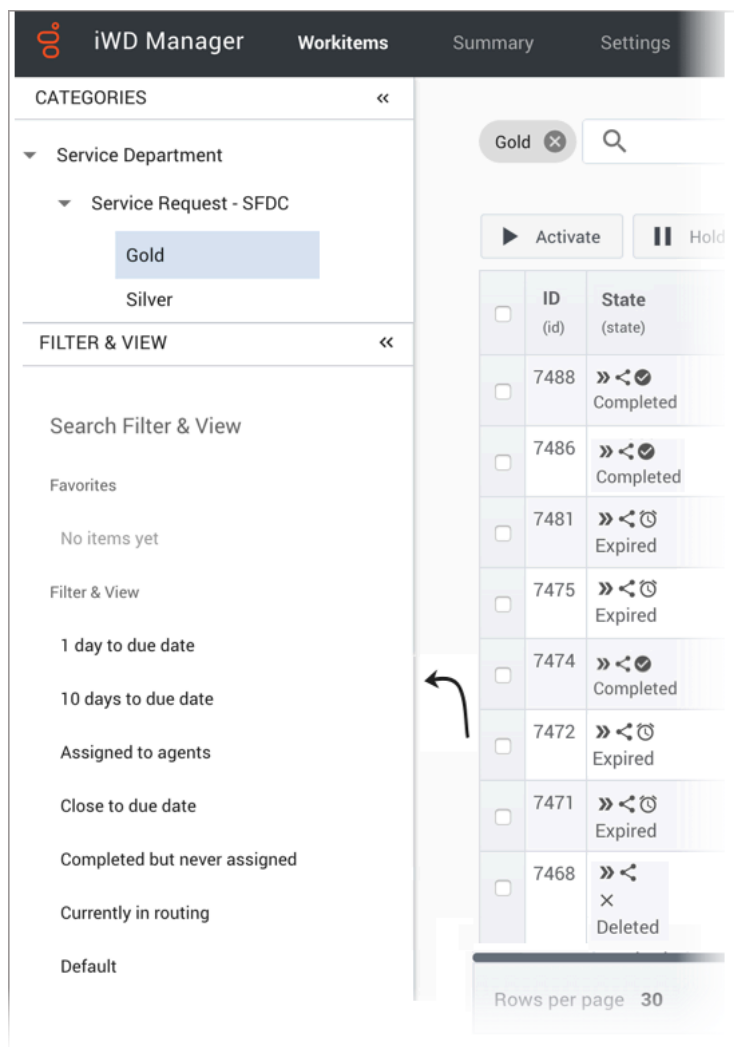 iWD Manager Workitems Summary Settings
CATEGORIES
Service Department
Service Request - SFDC
Gold
Silver
FILTER & VIEW
Search Filter & View
Favorites
No items yet
Filter & View
1 day to due date
10 days to due date
Assigned to agents
Close to due date
Completed but never assigned
Currently in routing
Default
Gold
Activate Hold
ID State
(id) (state)
7488 Completed
7486 Completed
7481 Expired
7475 Expired
7474 Completed
7472 Expired
7471 Expired
7468 Deleted
Rows per page 30